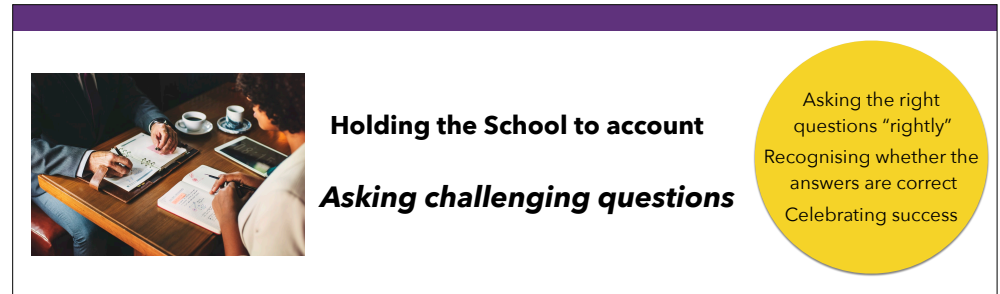 Holding the School to account
Asking challenging questions
Asking the right
questions “rightly”
Recognising whether the
answers are correct
Celebrating success